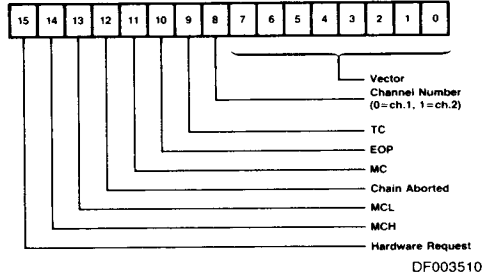 15 14 13 12 11 10 9 8 7 6 5 4 3 2 1 0
Vector
Channel Number
(0=ch.1, 1=ch.2)
TC
EOP
MC
Chain Aborted
MCL
MCH
Hardware Request
DF003510